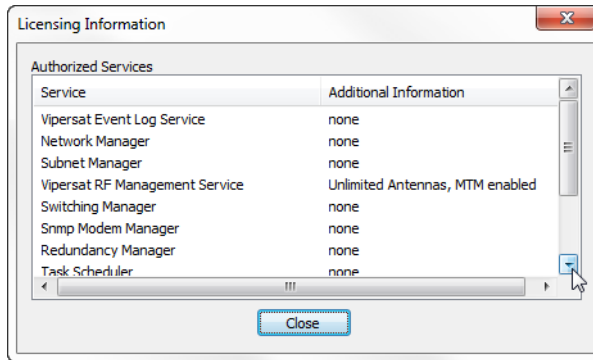 Licensing Information
Authorized Services
Service Additional Information
Vipersat Event Log Service none
Network Manager none
Subnet Manager none
Vipersat RF Management Service Unlimited Antennas, MTM enabled
Switching Manager none
Snmp Modem Manager none
Redundancy Manager none
Task Scheduler none
Close